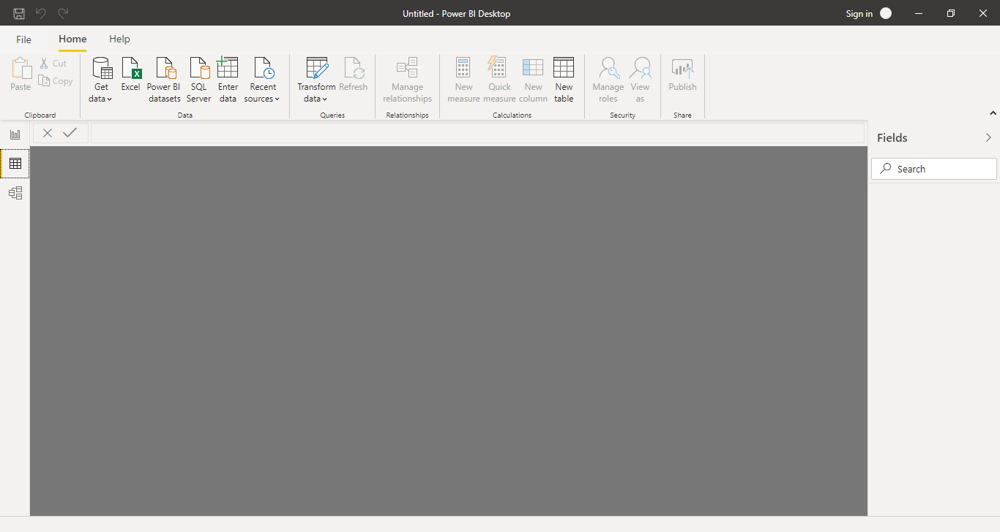 Untitled - Power BI Desktop
Sign in
File
Home
Help
Paste
Cut
Copy
Clipboard
Get
data
Excel
Power BI
datasets
SQL
Server
Enter
data
Recent
sources
Data
Transform
data
Refresh
Queries
Manage
relationships
Relationships
New
measure
Quick
measure
New
column
New
table
Calculations
Manage
roles
View
as
Security
Publish
Share
Fields
Search